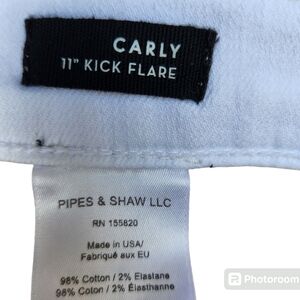 CARLY
11" KICK FLARE
PIPES & SHAW LLC
RN 155820
Made in USA/
Fabriqué aux EU
98% Cotton / 2% Elastane
98% Coton / 2% Élasthanne
Photoroom